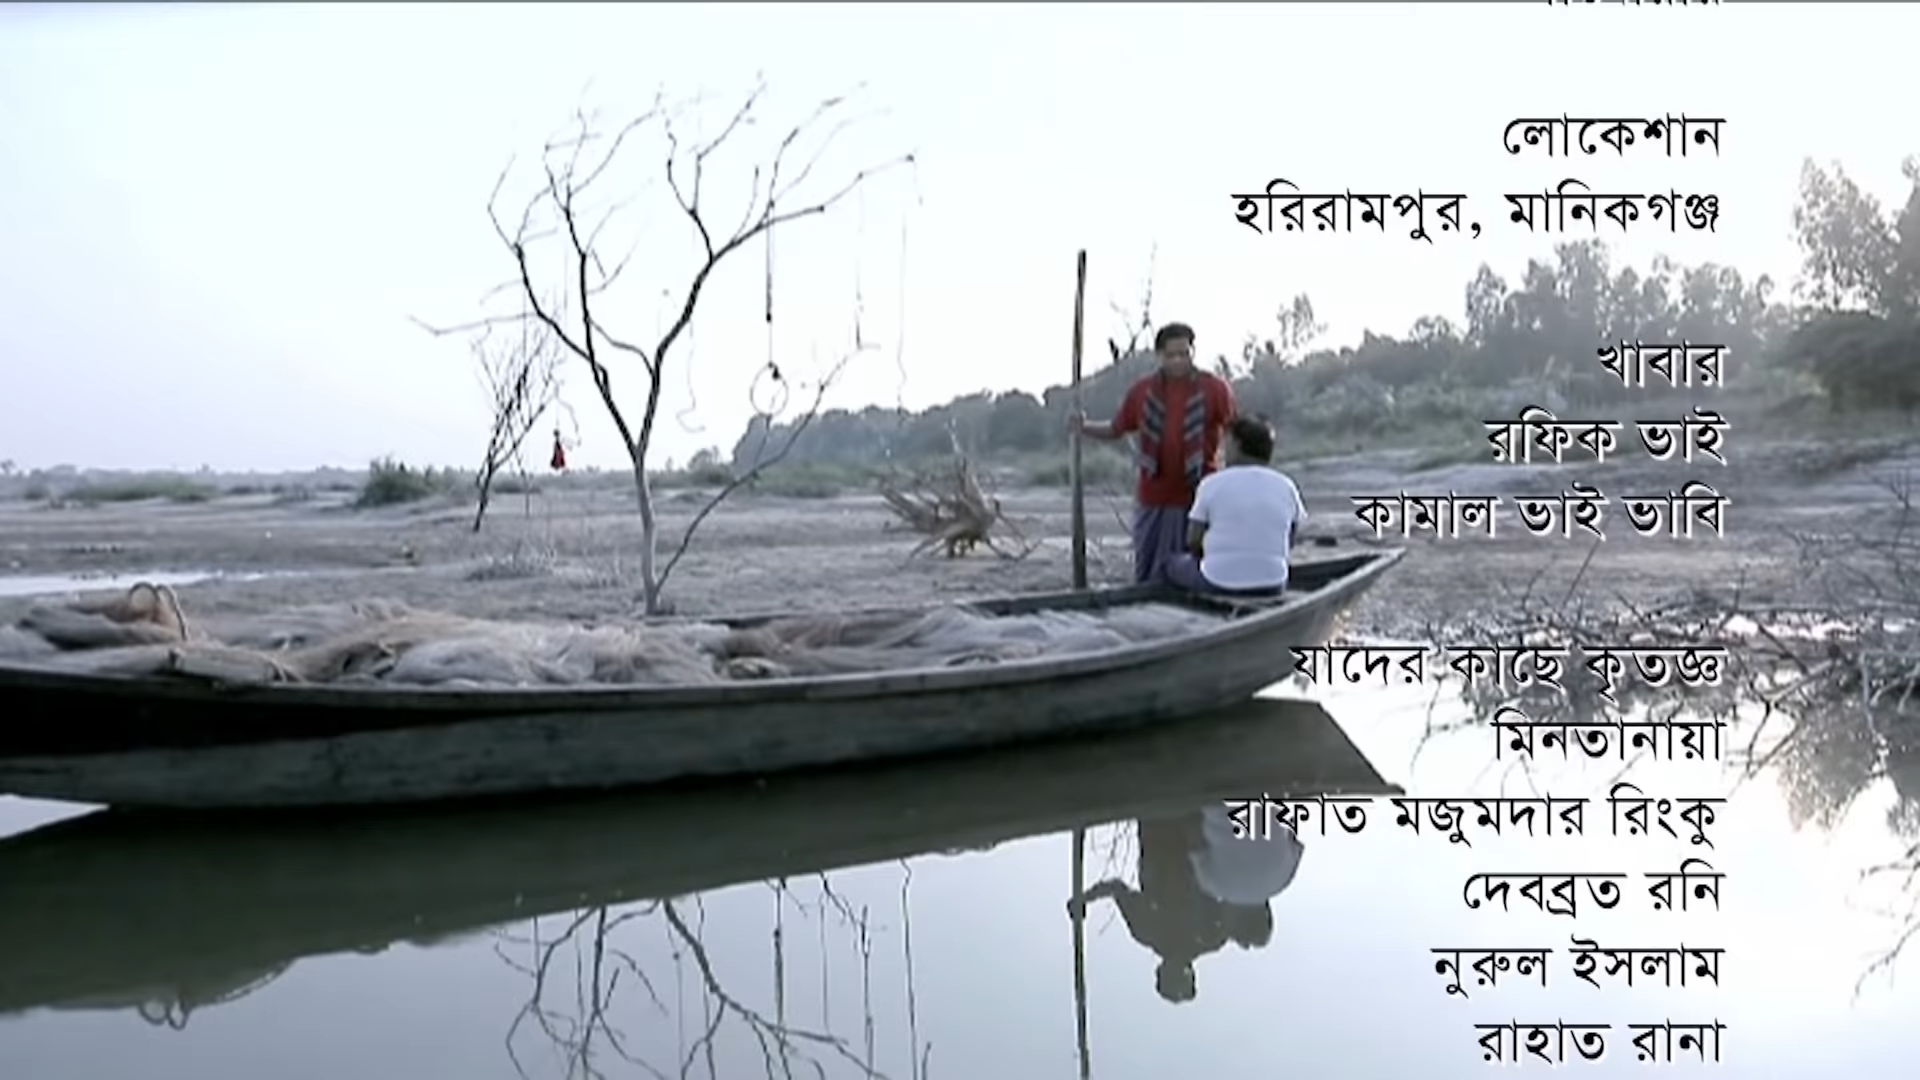 লোকেশান
হরিরামপুর, মানিকগঞ্জ
খাবার
রফিক ভাই
কামাল ভাই ভাবি
যাদের কাছে কৃতজ্ঞ
মিনতানায়া
রাফাত মজুমদার রিংকু
দেবব্রত রনি
নুরুল ইসলাম
রাহাত রানা